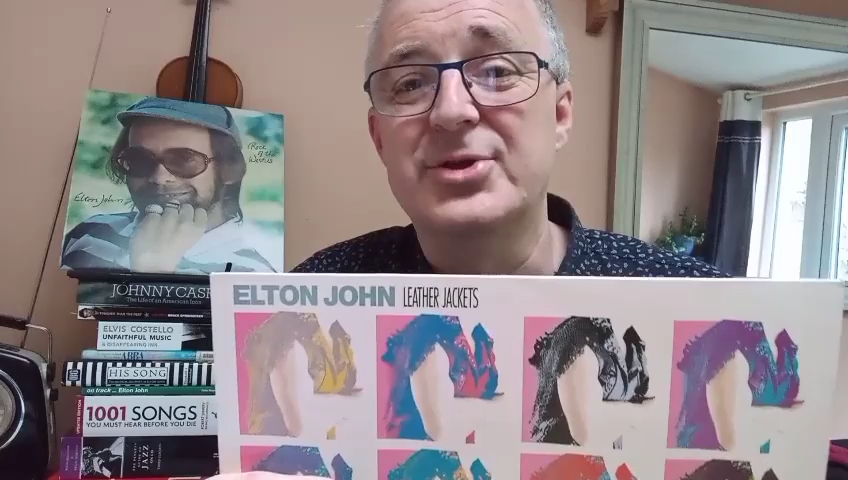 Rock
of the
Westies
Elton John
JOHNNY CASH
The Life of an American Icon
ELVIS COSTELLO
UNFAITHFUL MUSIC
& DISAPPEARING INK
ABBA
HIS SONG
on track ... Elton John
1001 SONGS
YOU MUST HEAR BEFORE YOU DIE
JAZZ
ELTON JOHN LEATHER JACKETS